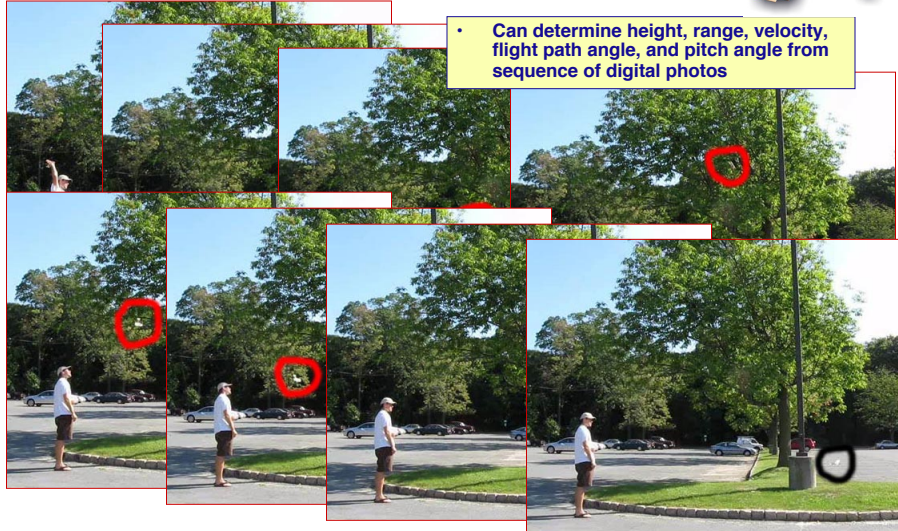 • Can determine height, range, velocity,
flight path angle, and pitch angle from
sequence of digital photos